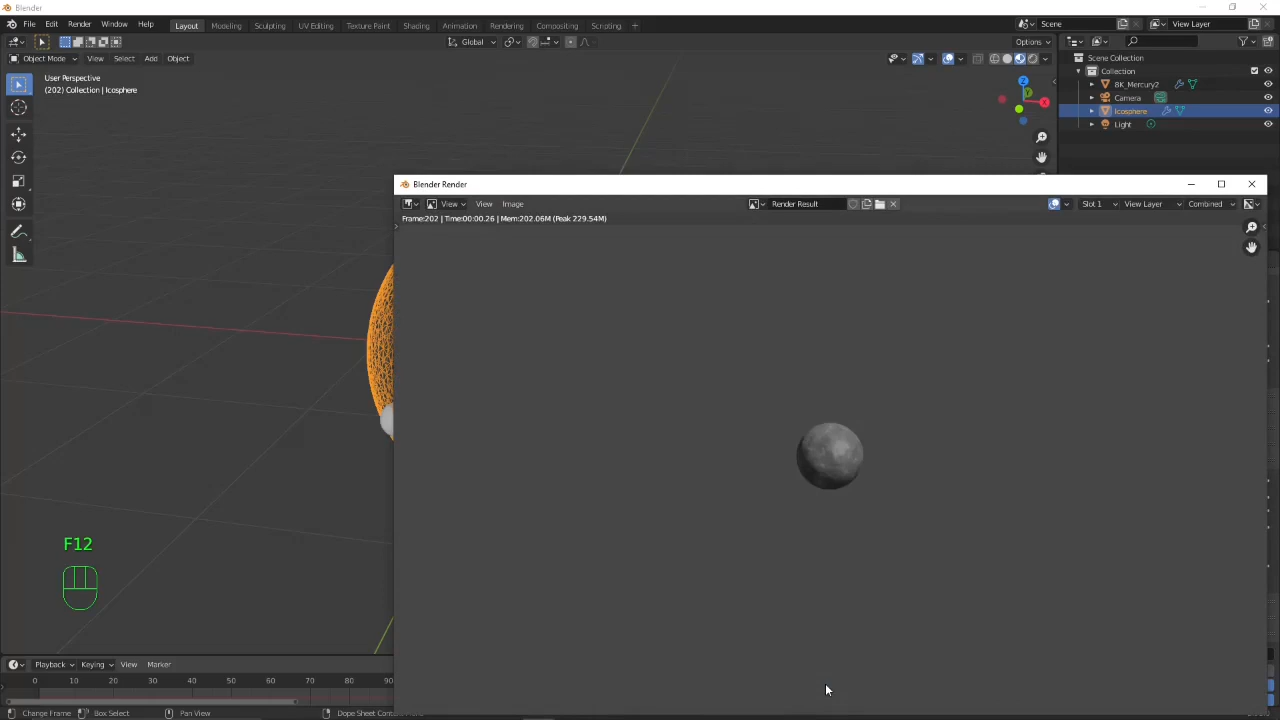 Blender
File Edit Render Window Help Layout Modeling Sculpting UV Editing Texture Paint Shading Animation Rendering Compositing Scripting + Scene View Layer
Global Options
Object Mode View Select Add Object
User Perspective
(202) Collection | Icosphere
Scene Collection
Collection
8K_Mercury2
Camera
Icosphere
Light
Z
Y
X
Blender Render
View View Image Render Result Slot 1 View Layer Combined
Frame:202 | Time:00:00.26 | Mem:202.06M (Peak 229.54M)
F12
Playback Keying View Marker
0 10 20 30 40 50 60 70 80 90
Change Frame Box Select Pan View Dope Sheet